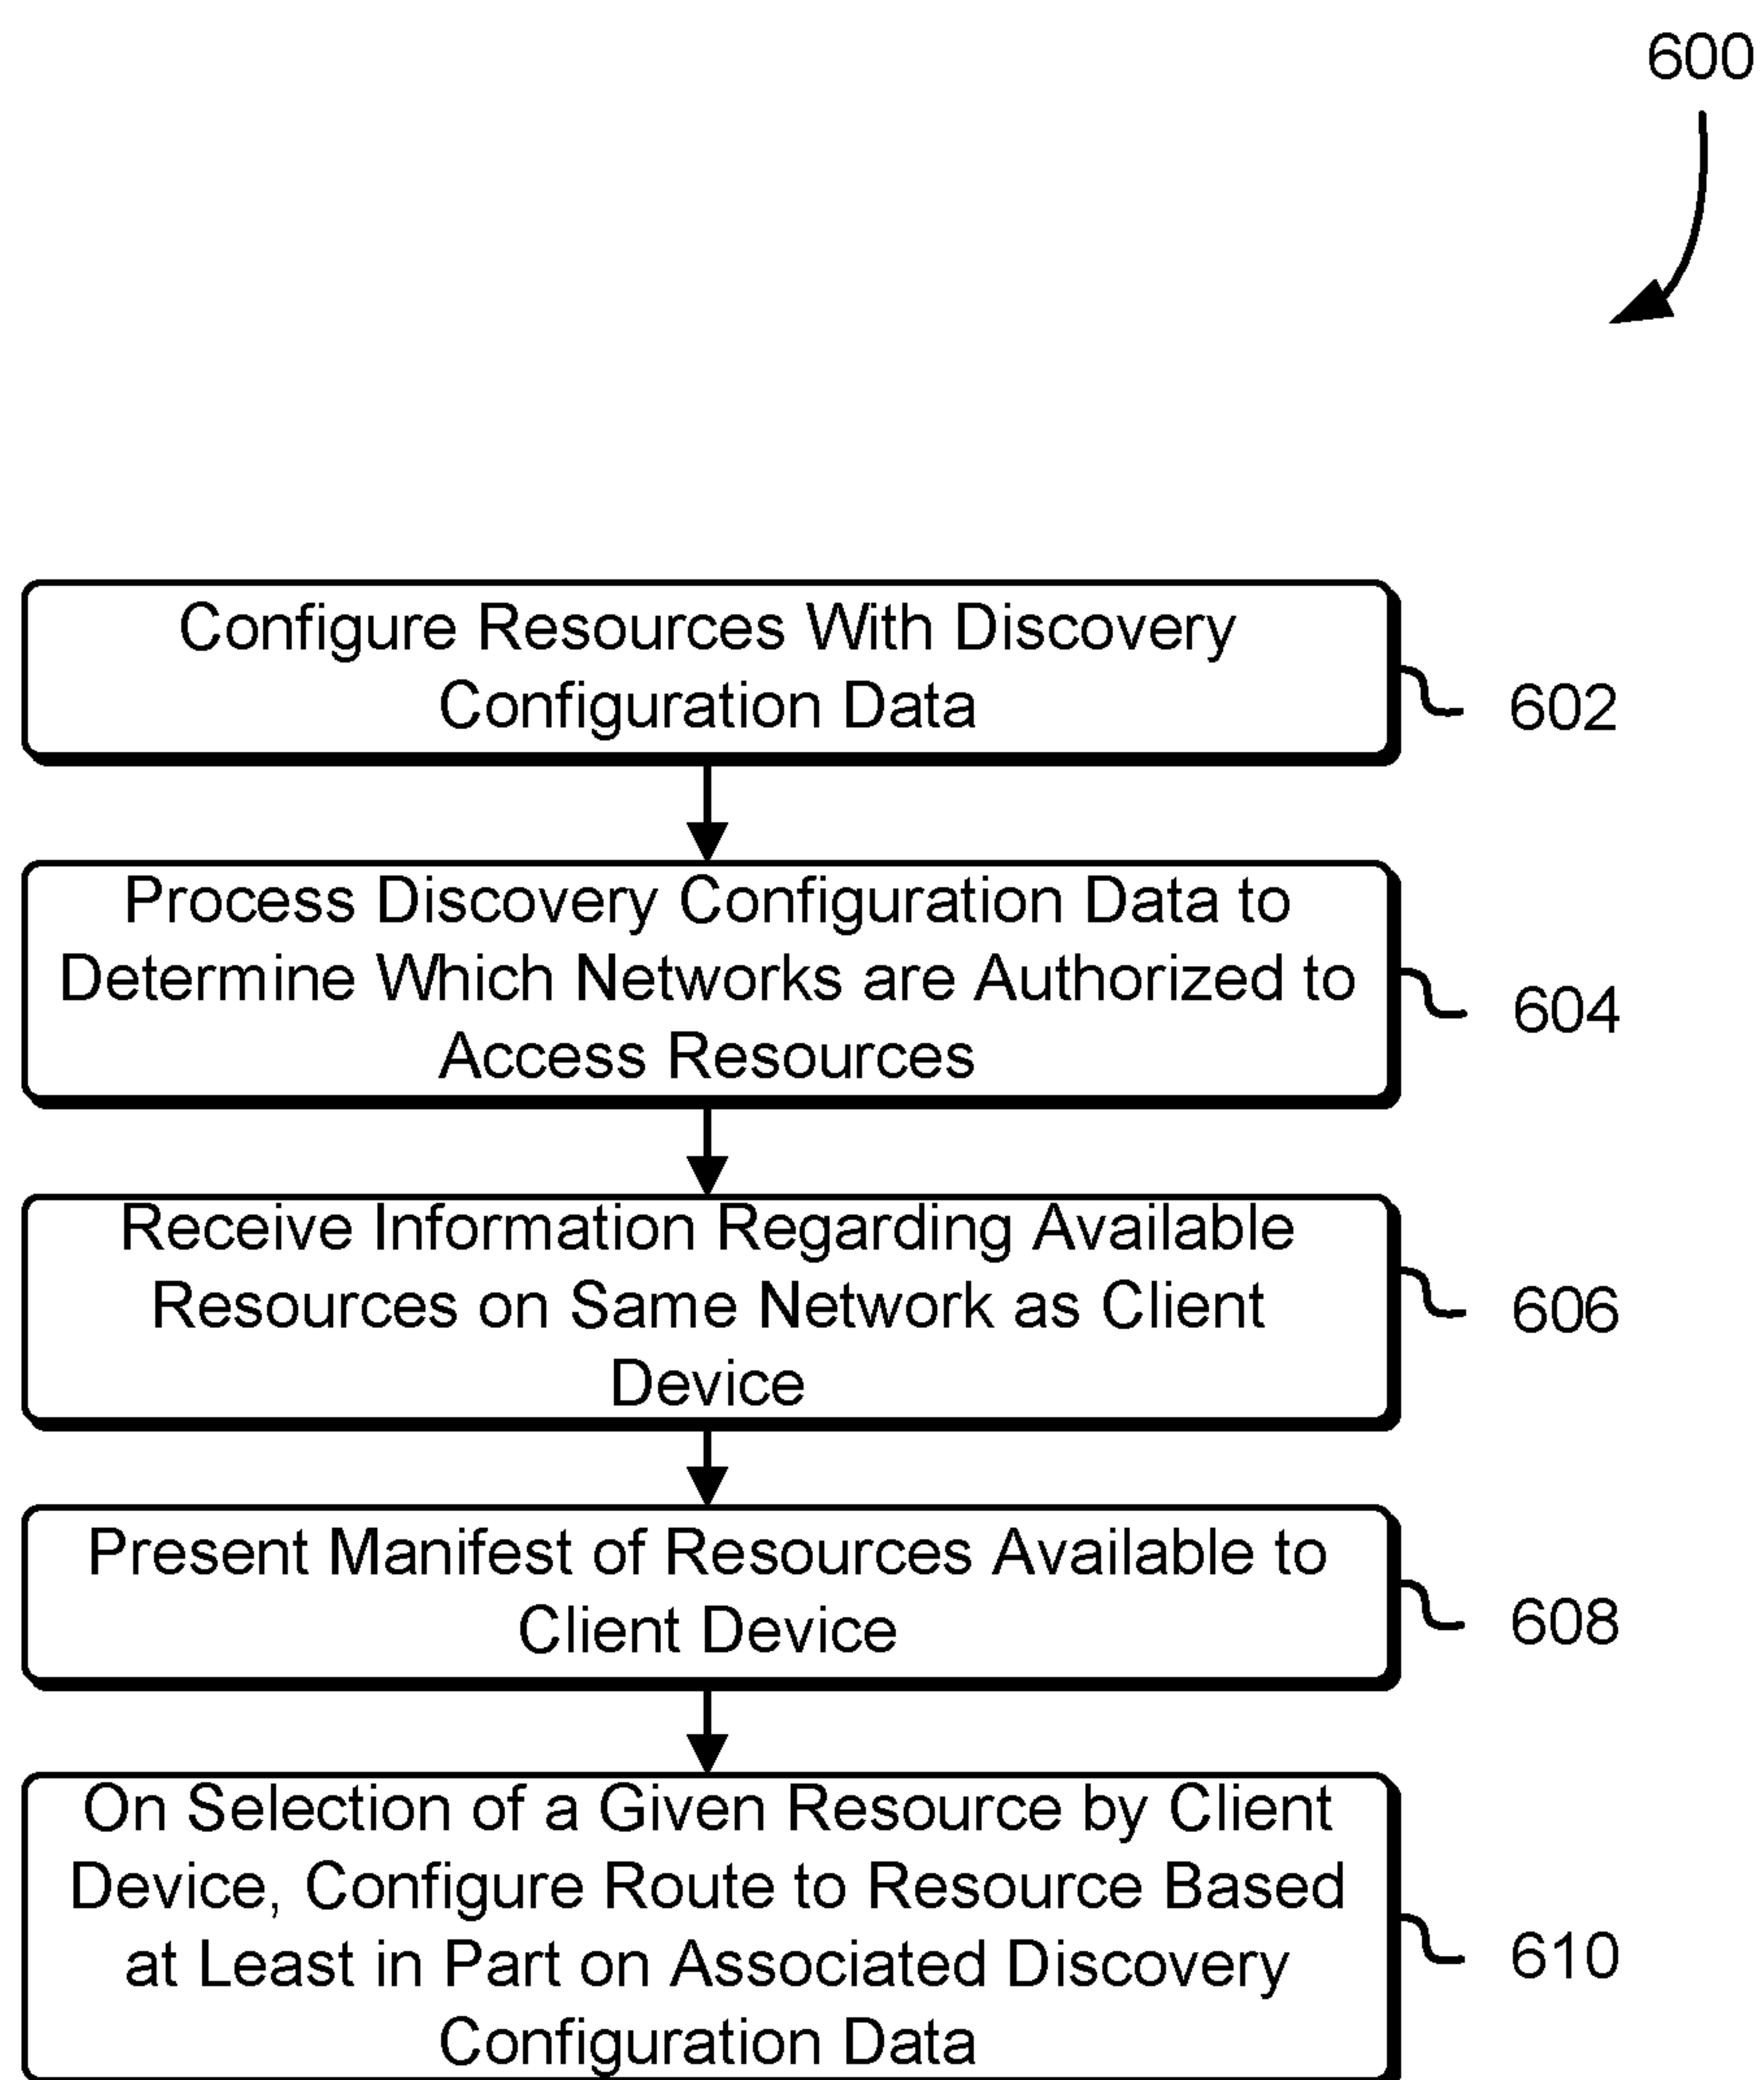 600
Configure Resources With Discovery
Configuration Data
602
Process Discovery Configuration Data to
Determine Which Networks are Authorized to
Access Resources
604
Receive Information Regarding Available
Resources on Same Network as Client
Device
606
Present Manifest of Resources Available to
Client Device
608
On Selection of a Given Resource by Client
Device, Configure Route to Resource Based
at Least in Part on Associated Discovery
Configuration Data
610